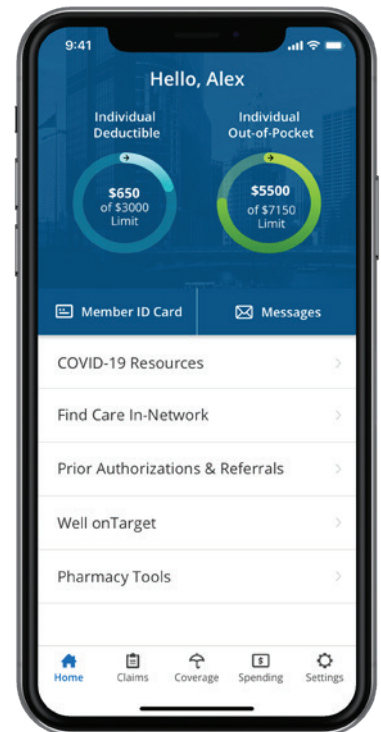 9:41
Hello, Alex
Individual
Deductible
$650
of $3000
Limit
Individual
Out-of-Pocket
$5500
of $7150
Limit
Member ID Card
Messages
COVID-19 Resources
Find Care In-Network
Prior Authorizations & Referrals
Well onTarget
Pharmacy Tools
Home
Claims
Coverage
Spending
Settings